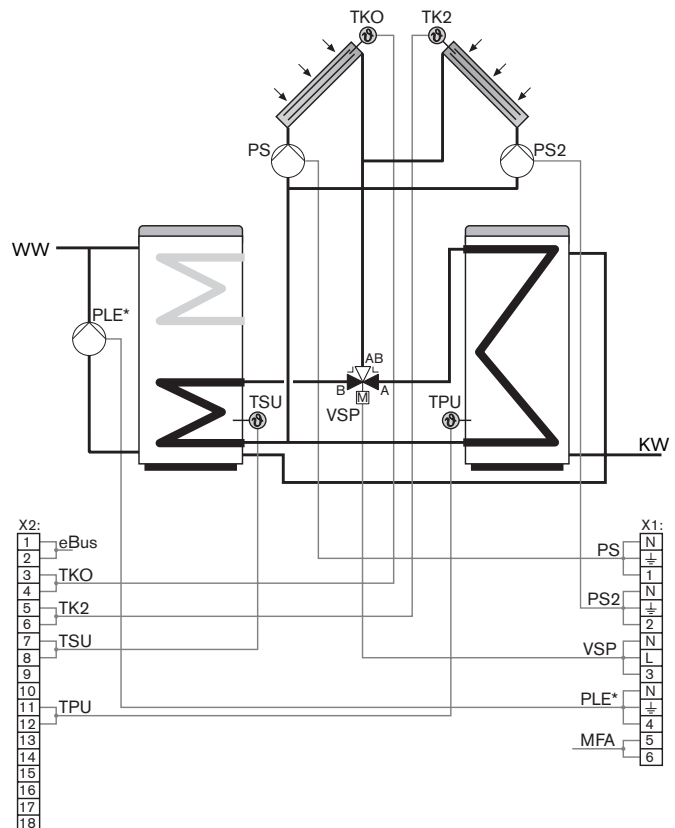 TKO TK2
PS PS2
WW
PLE*
AB
B A
M
VSP
TSU TPU
KW
X2: X1:
1 eBus
2
3 TKO
4
5 TK2
6
7 TSU
8
9
10
11 TPU
12
13
14
15
16
17
18
PS N
1
PS2 N
2
VSP N
L
3
PLE* N
4
MFA 5
6